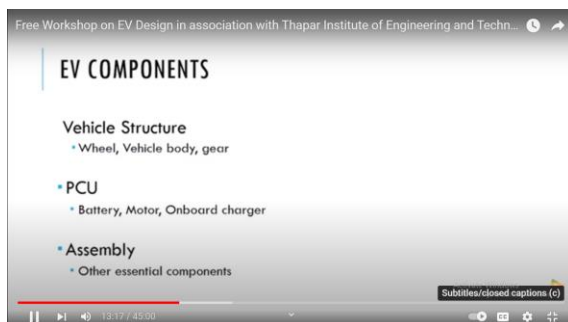 Free Workshop on EV Design in association with Thapar Institute of Engineering and Techn...
EV COMPONENTS
Vehicle Structure
• Wheel, Vehicle body, gear
• PCU
• Battery, Motor, Onboard charger
• Assembly
• Other essential components
Subtitles/closed captions (c)
13:17 / 45:00
CC